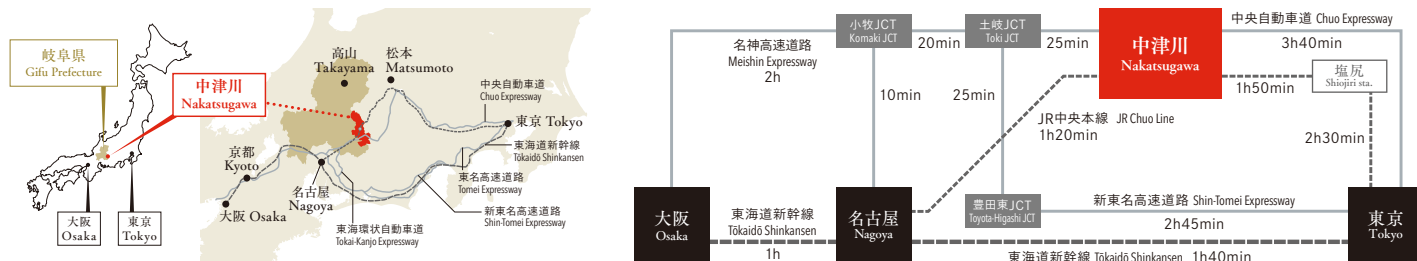 岐阜県
Gifu Prefecture
中津川
Nakatsugawa
大阪
Osaka
東京
Tokyo
高山
Takayama
松本
Matsumoto
中央自動車道
Chuo Expressway
東京 Tokyo
東海道新幹線
Tōkaidō Shinkansen
東名高速道路
Tomei Expressway
新東名高速道路
Shin-Tomei Expressway
京都
Kyoto
名古屋
Nagoya
大阪 Osaka
東海環状自動車道
Tokai-Kanjo Expressway
名神高速道路
Meishin Expressway
2h
小牧JCT
Komaki JCT
20min
土岐JCT
Toki JCT
25min
中津川
Nakatsugawa
中央自動車道 Chuo Expressway
3h40min
塩尻
Shiojiri sta.
1h50min
10min
25min
JR中央本線 JR Chuo Line
1h20min
2h30min
大阪
Osaka
東海道新幹線
Tōkaidō Shinkansen
1h
名古屋
Nagoya
豊田東JCT
Toyota-Higashi JCT
新東名高速道路 Shin-Tomei Expressway
2h45min
東京
Tokyo
東海道新幹線 Tōkaidō Shinkansen 1h40min